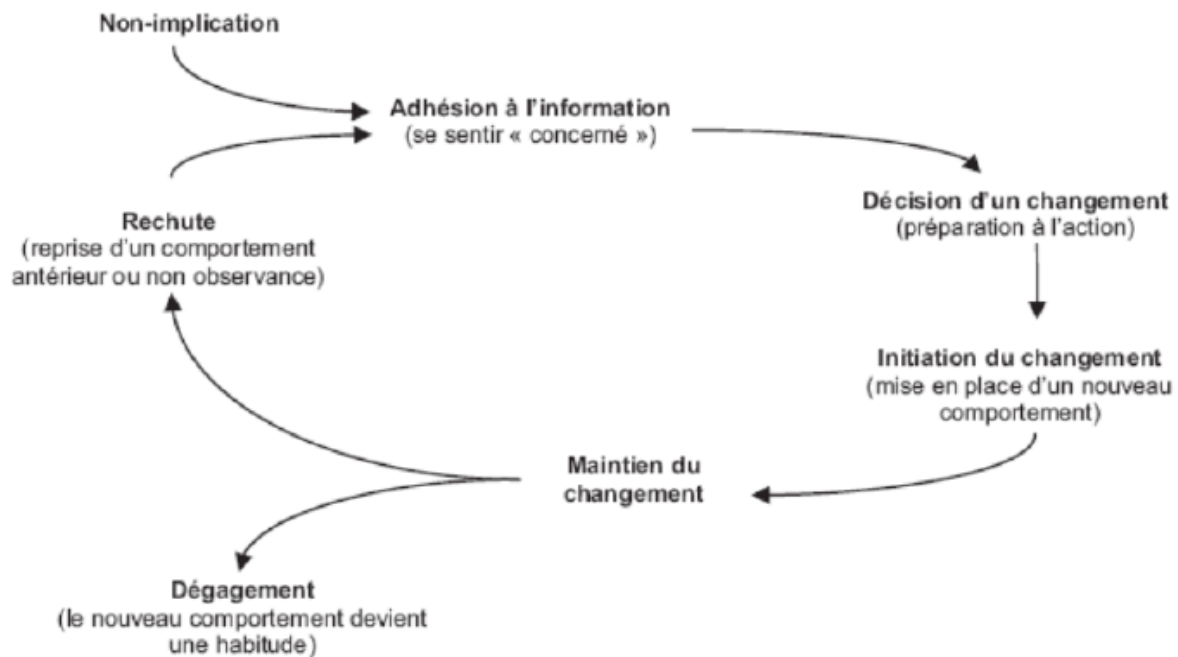 Non-implication
Adhésion à l'information
(se sentir « concerné »)
Décision d'un changement
(préparation à l'action)
Rechute
(reprise d'un comportement
antérieur ou non observance)
Initiation du changement
(mise en place d'un nouveau
comportement)
Maintien du
changement
Dégagement
(le nouveau comportement devient
une habitude)